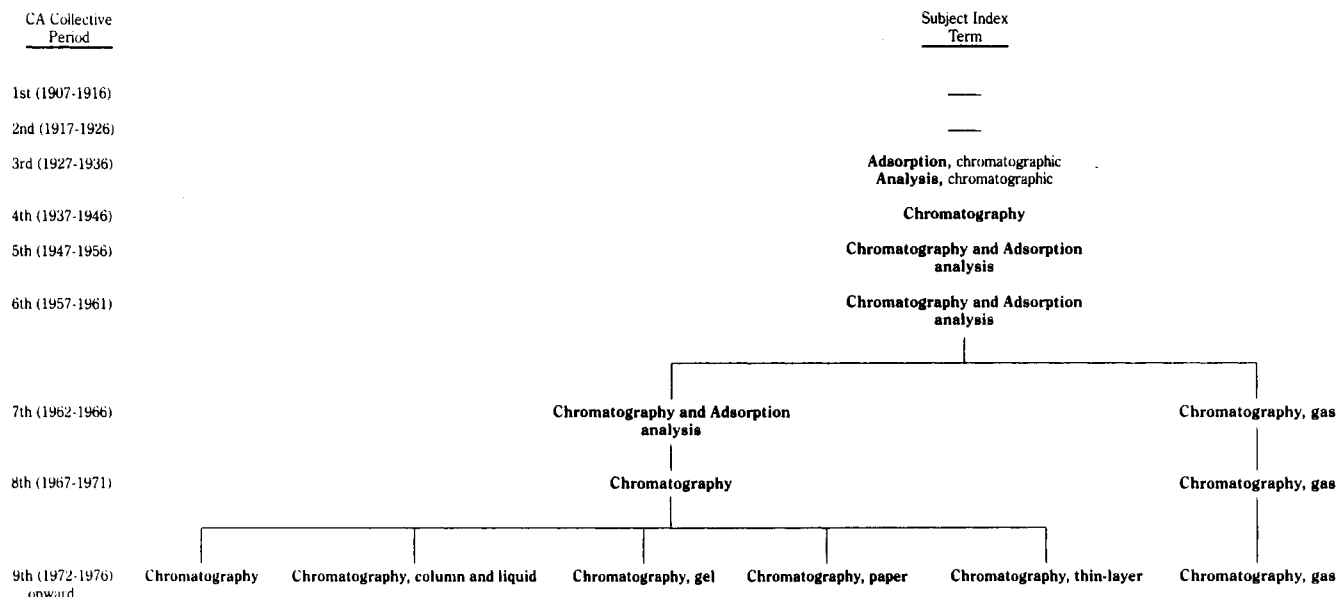 CA Collective
Period
Subject Index
Term
1st (1907-1916)
—
2nd (1917-1926)
—
3rd (1927-1936)
Adsorption, chromatographic
Analysis, chromatographic
4th (1937-1946)
Chromatography
5th (1947-1956)
Chromatography and Adsorption
analysis
6th (1957-1961)
Chromatography and Adsorption
analysis
7th (1962-1966)
Chromatography and Adsorption
analysis
Chromatography, gas
8th (1967-1971)
Chromatography
Chromatography, gas
9th (1972-1976)
onward
Chromatography
Chromatography, column and liquid
Chromatography, gel
Chromatography, paper
Chromatography, thin-layer
Chromatography, gas